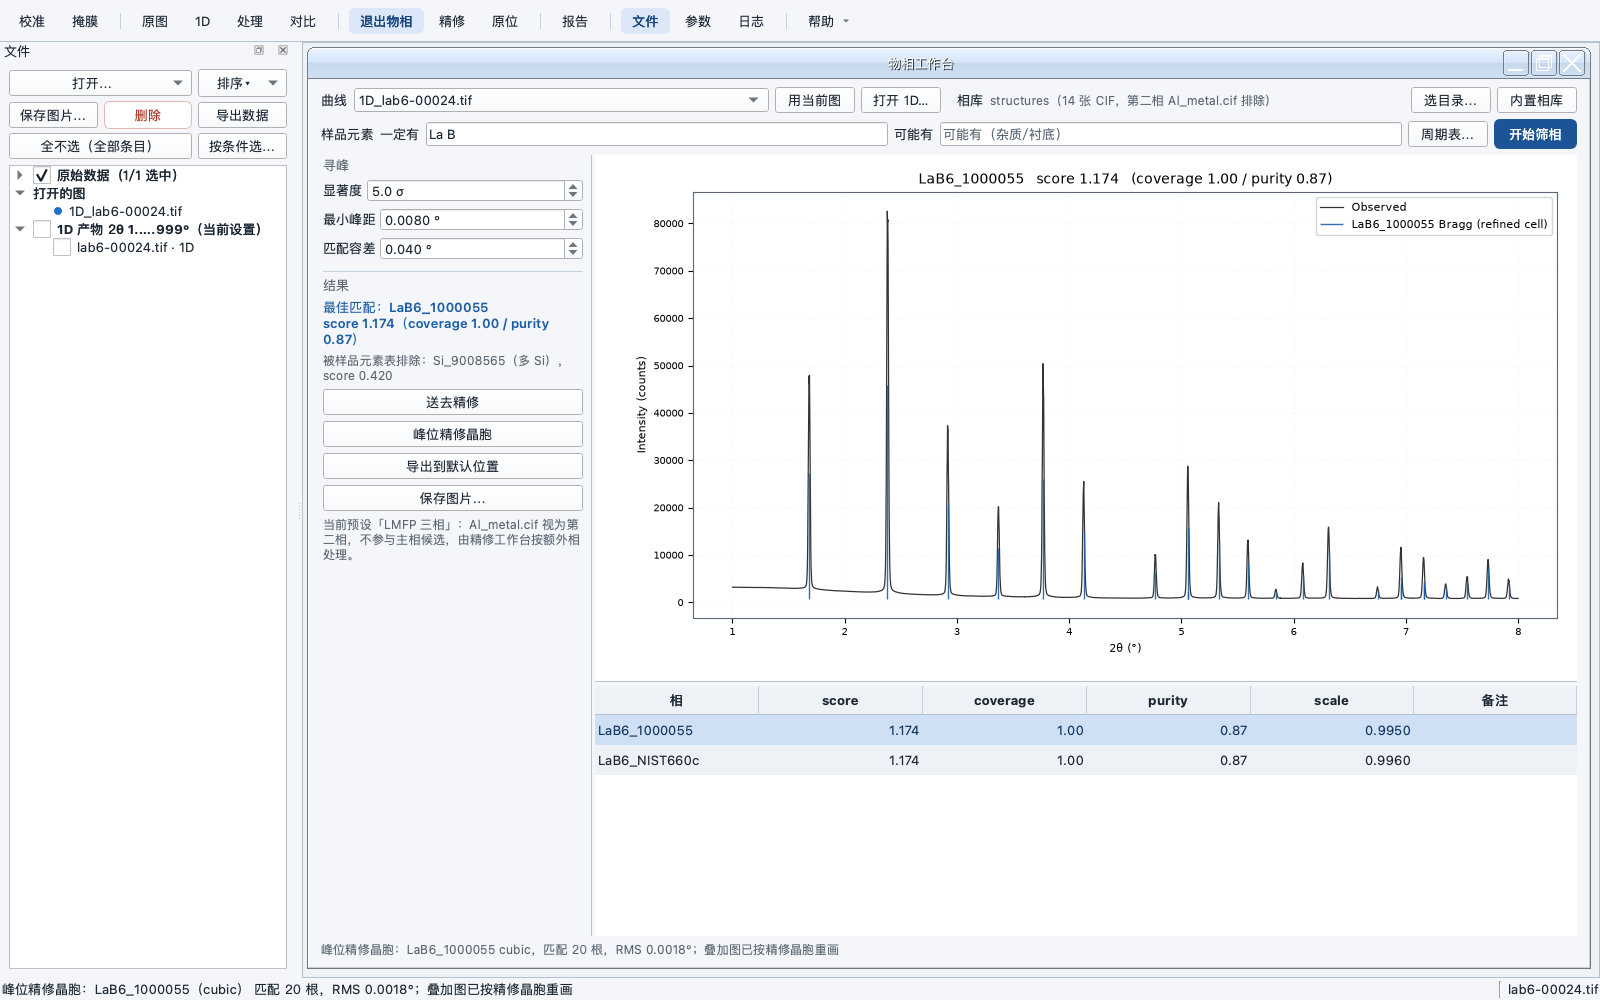 校准 掩膜 原图 1D 处理 对比 退出物相 精修 原位 报告 文件 参数 日志 帮助
文件
打开... 排序
保存图片... 删除 导出数据
全不选（全部条目） 按条件选...
原始数据（1/1 选中）
打开的图
1D_lab6-00024.tif
1D 产物 2θ 1.....999°（当前设置）
lab6-00024.tif · 1D
物相工作台
曲线 1D_lab6-00024.tif 用当前图 打开 1D... 相库 structures（14 张 CIF，第二相 Al_metal.cif 排除） 选目录... 内置相库
样品元素 一定有 La B 可能有 可能有（杂质/衬底） 周期表... 开始筛相
寻峰
显著度 5.0 σ
最小峰距 0.0080 °
匹配容差 0.040 °
结果
最佳匹配：LaB6_1000055
score 1.174（coverage 1.00 / purity
0.87）
被样品元素表排除：Si_9008565（多 Si），
score 0.420
送去精修
峰位精修晶胞
导出到默认位置
保存图片...
当前预设「LMFP 三相」：Al_metal.cif 视为第
二相，不参与主相候选，由精修工作台按额外相
处理。
LaB6_1000055 score 1.174 (coverage 1.00 / purity 0.87)
Observed
LaB6_1000055 Bragg (refined cell)
Intensity (counts)
80000
70000
60000
50000
40000
30000
20000
10000
0
1 2 3 4 5 6 7 8
2θ (°)
相 score coverage purity scale 备注
LaB6_1000055 1.174 1.00 0.87 0.9950
LaB6_NIST660c 1.174 1.00 0.87 0.9960
峰位精修晶胞：LaB6_1000055 cubic，匹配 20 根，RMS 0.0018°；叠加图已按精修晶胞重画
峰位精修晶胞：LaB6_1000055（cubic） 匹配 20 根，RMS 0.0018°；叠加图已按精修晶胞重画 lab6-00024.tif